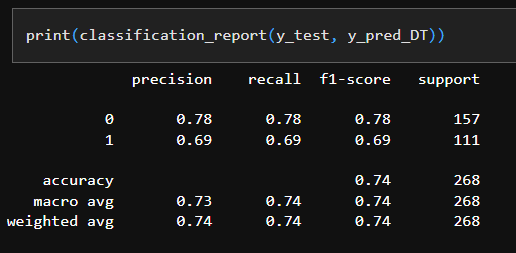 print(classification_report(y_test, y_pred_DT))
precision recall f1-score support
0 0.78 0.78 0.78 157
1 0.69 0.69 0.69 111
accuracy 0.74 268
macro avg 0.73 0.74 0.74 268
weighted avg 0.74 0.74 0.74 268